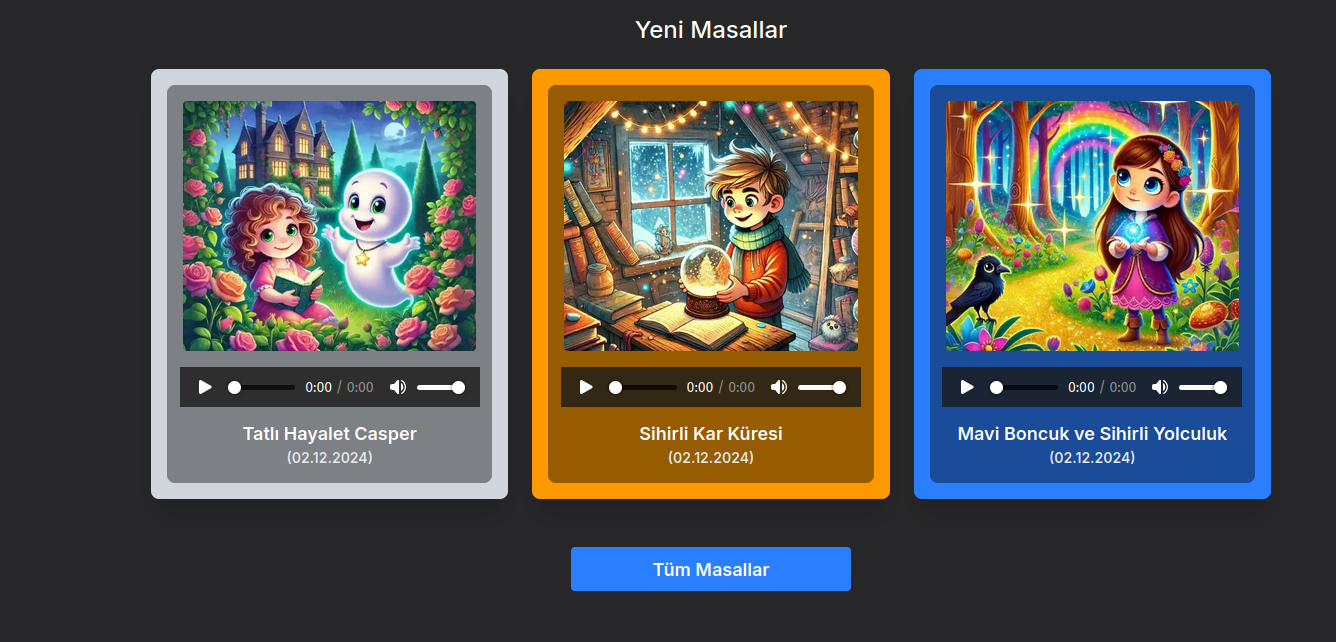 Yeni Masallar
0:00 / 0:00
Tatlı Hayalet Casper
(02.12.2024)
0:00 / 0:00
Sihirli Kar Küresi
(02.12.2024)
0:00 / 0:00
Mavi Boncuk ve Sihirli Yolculuk
(02.12.2024)
Tüm Masallar